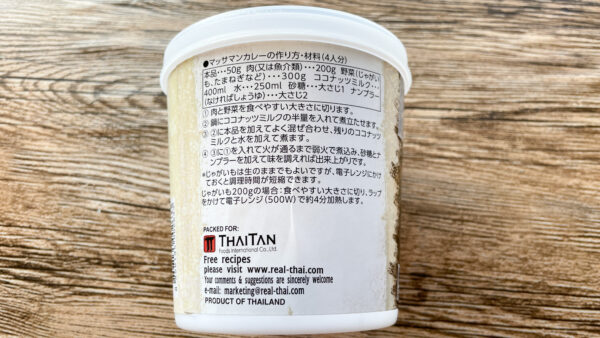 ●マッサマンカレーの作り方・材料(4人分)
本品・・・50g 肉(又は魚介類)・・・200g 野菜(じゃがい
も、たまねぎなど)・・・300g ココナッツミルク・・・
400ml 水・・・250ml 砂糖・・・大さじ1 ナンプラー
(なければしょうゆ)・・・大さじ2
① 肉と野菜を食べやすい大きさに切ります。
② 鍋にココナッツミルクの半量を入れて煮立たせます。
③ ②に本品を加えてよく混ぜ合わせ、残りのココナッツ
ミルクと水を加えて煮ます。
④ ③に①を入れて火が通るまで弱火で煮込み、砂糖とナ
ンプラーを加えて味を調えれば出来上がりです。
*じゃがいもは生のままでもよいですが、電子レンジにかけ
ておくと調理時間が短縮できます。
じゃがいも200gの場合:食べやすい大きさに切り、ラップ
をかけて電子レンジ(500W)で約4分加熱します。
PACKED FOR:
THAITAN
Foods International Co.,Ltd.
Free recipes
please visit www.real-thai.com
Your comments & suggestions are sincerely welcome
e-mail: marketing@real-thai.com
PRODUCT OF THAILAND